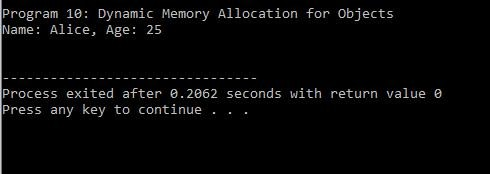 Program 10: Dynamic Memory Allocation for Objects
Name: Alice, Age: 25
--------------------------------
Process exited after 0.2062 seconds with return value 0
Press any key to continue . . .